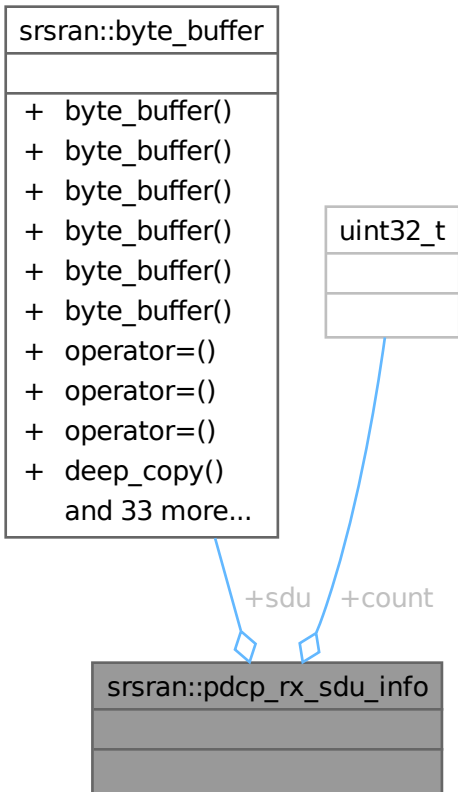 srsran::byte_buffer
+ byte_buffer()
+ byte_buffer()
+ byte_buffer()
+ byte_buffer()
+ byte_buffer()
+ byte_buffer()
+ operator=()
+ operator=()
+ operator=()
+ deep_copy()
and 33 more...
uint32_t
+sdu
+count
srsran::pdcp_rx_sdu_info